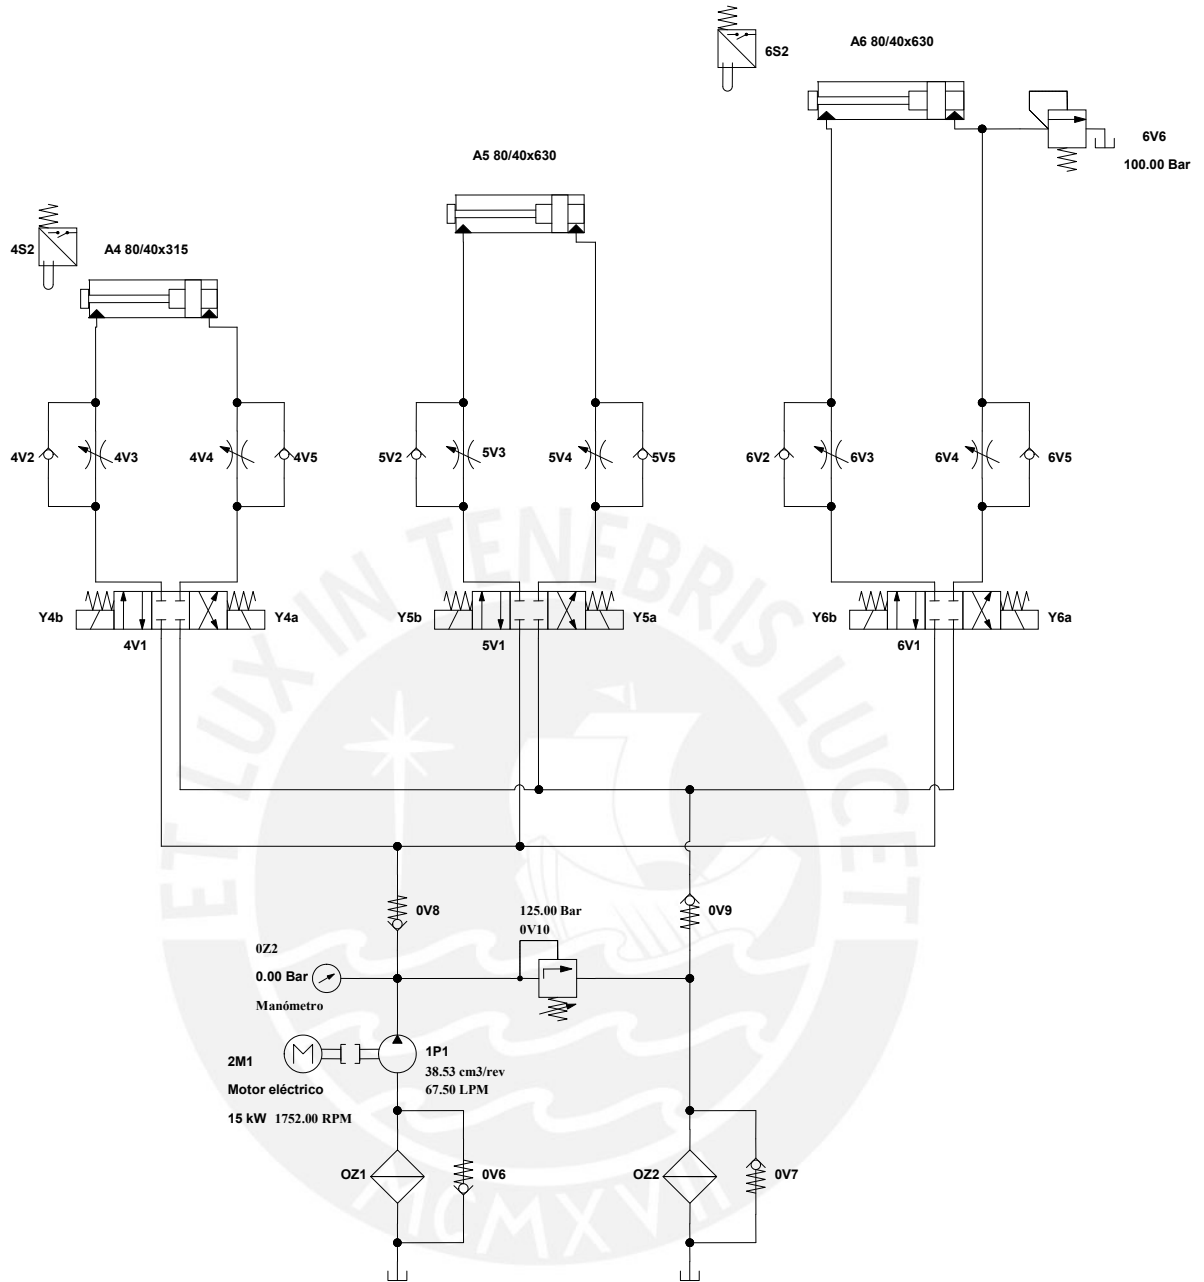 6S2
A6 80/40x630
6V6
100.00 Bar
A5 80/40x630
4S2
A4 80/40x315
4V2
4V3
4V4
4V5
5V2
5V3
5V4
5V5
6V2
6V3
6V4
6V5
Y4b
Y4a
4V1
Y5b
Y5a
5V1
Y6b
Y6a
6V1
0V8
125.00 Bar
0V10
0V9
0Z2
0.00 Bar
Manómetro
2M1
M
Motor eléctrico
15 kW 1752.00 RPM
1P1
38.53 cm3/rev
67.50 LPM
OZ1
0V6
OZ2
0V7
ET LUX IN TENEBRIS LUCET
MCMXVII